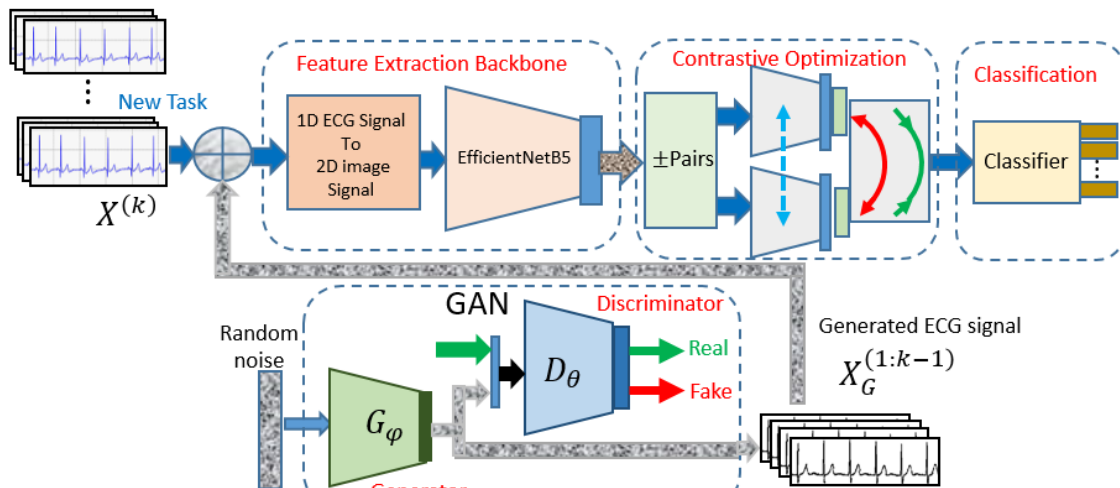 Feature Extraction Backbone
Contrastive Optimization
Classification
New Task
1D ECG Signal
To
2D image
Signal
EfficientNetB5
±Pairs
Classifier
X^(k)
GAN
Discriminator
Random
noise
Real
D_θ
Fake
G_φ
Generator
Generated ECG signal
X_G^(1:k−1)